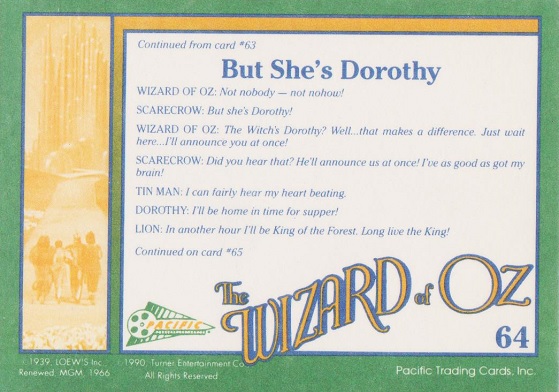 Continued from card #63
But She's Dorothy
WIZARD OF OZ: Not nobody — not nohow!
SCARECROW: But she's Dorothy!
WIZARD OF OZ: The Witch's Dorothy? Well...that makes a difference. Just wait
here...I'll announce you at once!
SCARECROW: Did you hear that? He'll announce us at once! I've as good as got my
brain!
TIN MAN: I can fairly hear my heart beating.
DOROTHY: I'll be home in time for supper!
LION: In another hour I'll be King of the Forest. Long live the King!
Continued on card #65
The WIZARD of OZ
PACIFIC
64
© 1939, LOEW'S Inc.
Renewed, MGM, 1966
© 1990, Turner Entertainment Co.
All Rights Reserved
Pacific Trading Cards, Inc.